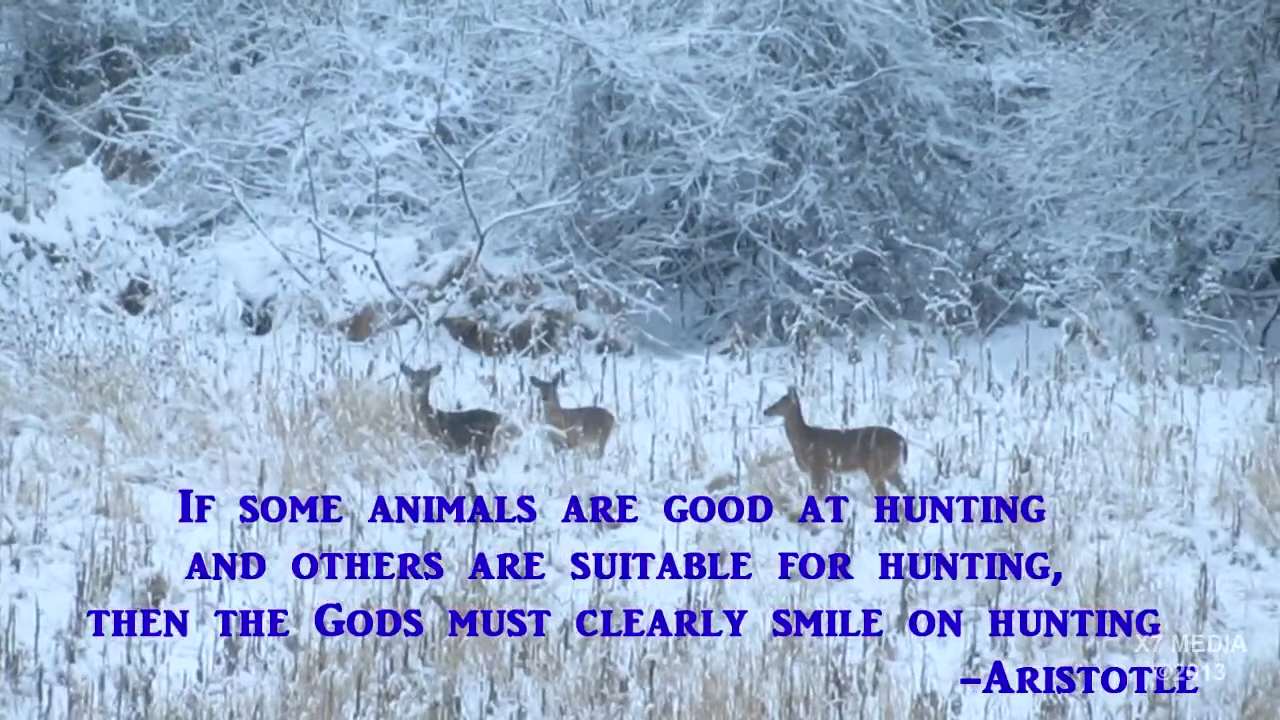 If some animals are good at hunting
and others are suitable for hunting,
then the Gods must clearly smile on hunting
X7 MEDIA
-Aristotle
©2013